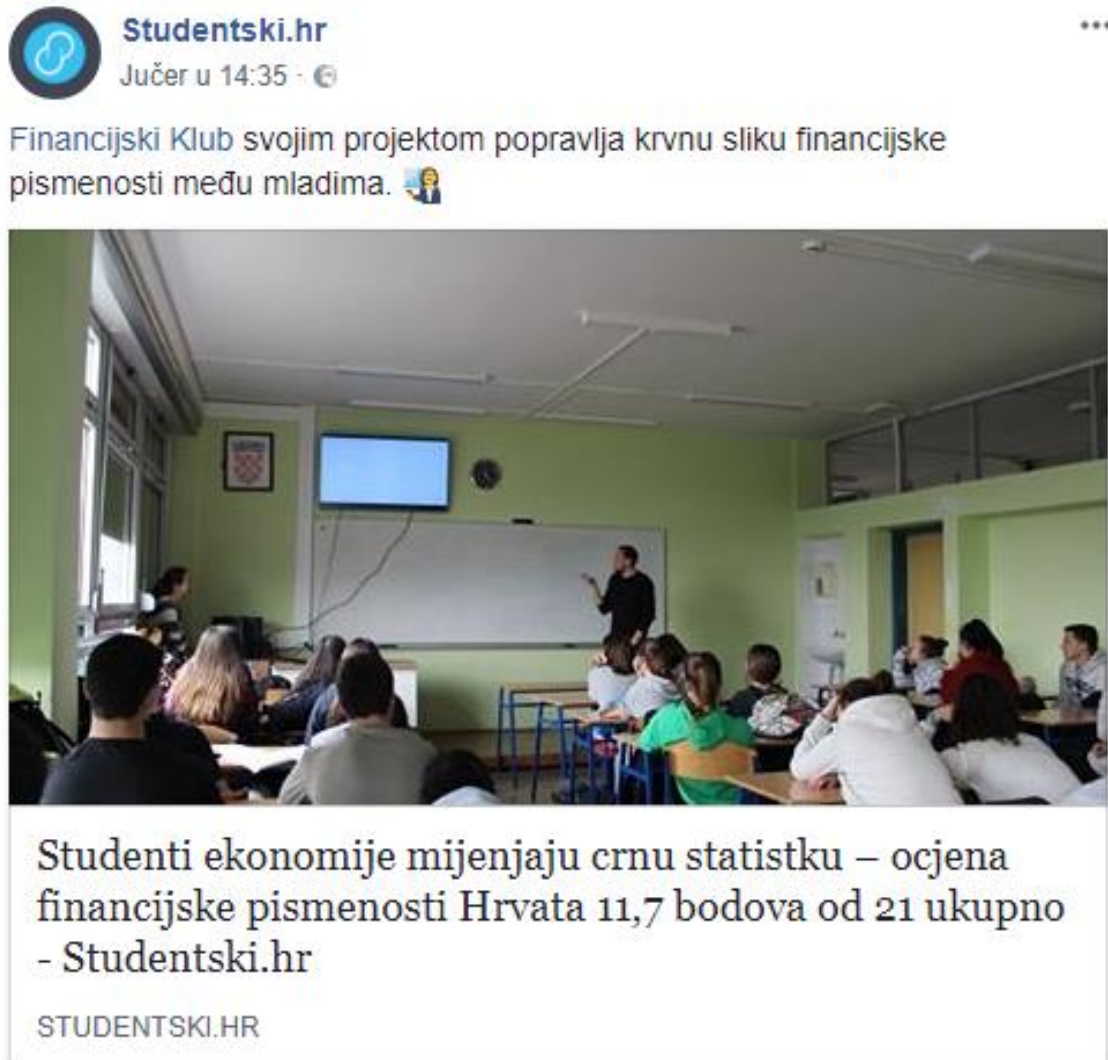 Studentski.hr
Jučer u 14:35 ·
Financijski Klub svojim projektom popravlja krvnu sliku financijske
pismenosti među mladima.
Studenti ekonomije mijenjaju crnu statistku – ocjena
financijske pismenosti Hrvata 11,7 bodova od 21 ukupno
- Studentski.hr
STUDENTSKI.HR